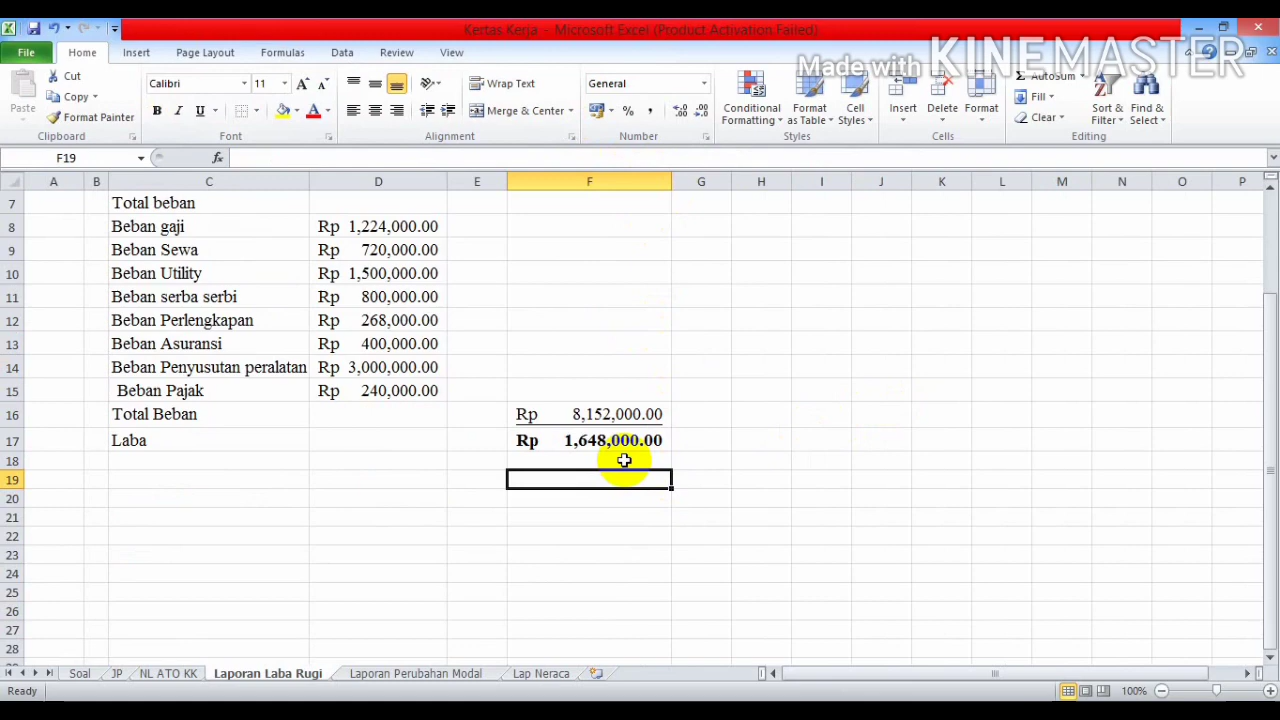 Kertas Kerja - Microsoft Excel (Product Activation Failed)
Made with KINEMASTER
File Home Insert Page Layout Formulas Data Review View
Paste
Cut
Copy
Format Painter
Clipboard
Calibri 11
B I U A
Font
Wrap Text
Merge & Center
Alignment
General
% ,
Number
Conditional Formatting
Format as Table
Cell Styles
Styles
Insert Delete Format
Cells
AutoSum
Fill
Clear
Sort & Filter
Find & Select
Editing
F19 fx
A B C D E F G H I J K L M N O P
7 Total beban
8 Beban gaji Rp 1,224,000.00
9 Beban Sewa Rp 720,000.00
10 Beban Utility Rp 1,500,000.00
11 Beban serba serbi Rp 800,000.00
12 Beban Perlengkapan Rp 268,000.00
13 Beban Asuransi Rp 400,000.00
14 Beban Penyusutan peralatan Rp 3,000,000.00
15 Beban Pajak Rp 240,000.00
16 Total Beban Rp 8,152,000.00
17 Laba Rp 1,648,000.00
18
19
20
21
22
23
24
25
26
27
28
Soal JP NL ATO KK Laporan Laba Rugi Laporan Perubahan Modal Lap Neraca
Ready 100%